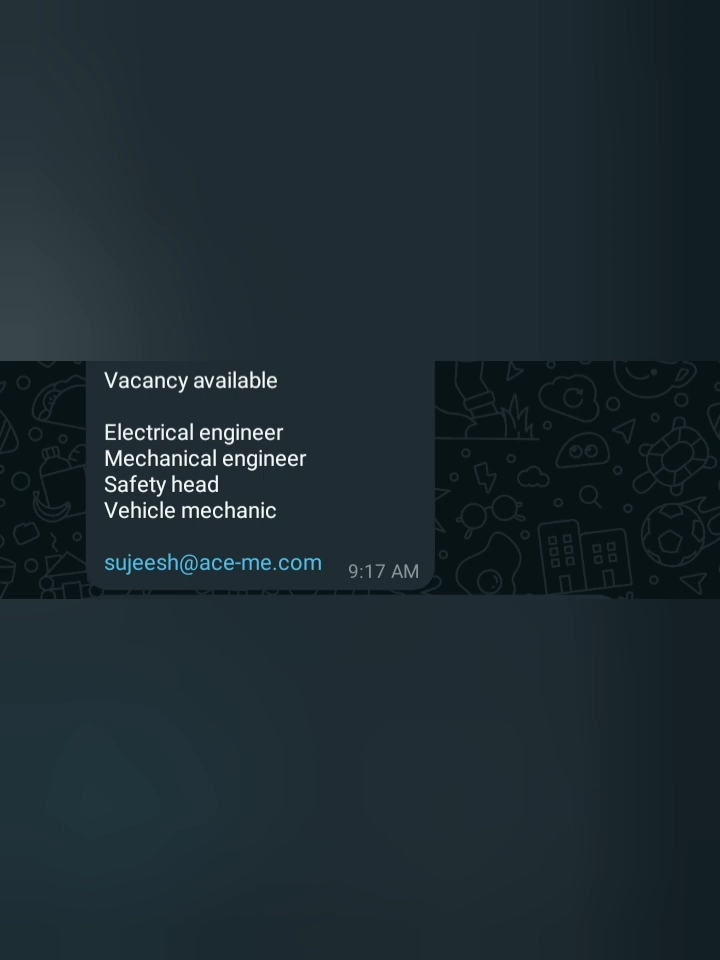 Vacancy available
Electrical engineer
Mechanical engineer
Safety head
Vehicle mechanic
sujeesh@ace-me.com
9:17 AM